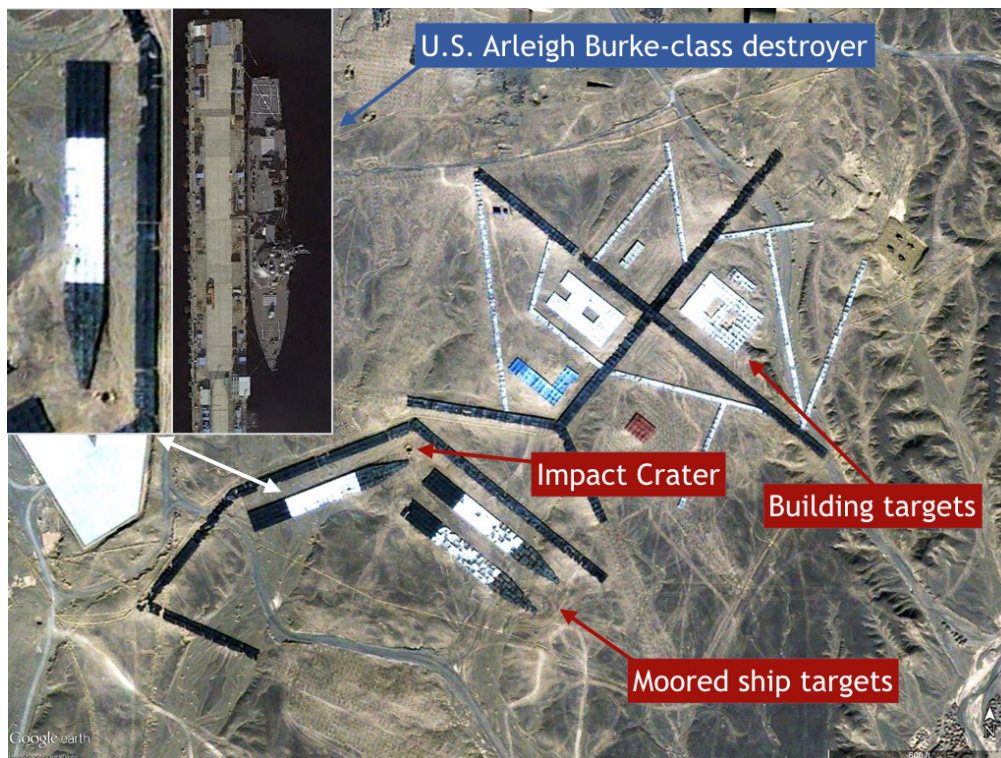 U.S. Arleigh Burke-class destroyer
Impact Crater
Building targets
Moored ship targets
Google earth
N